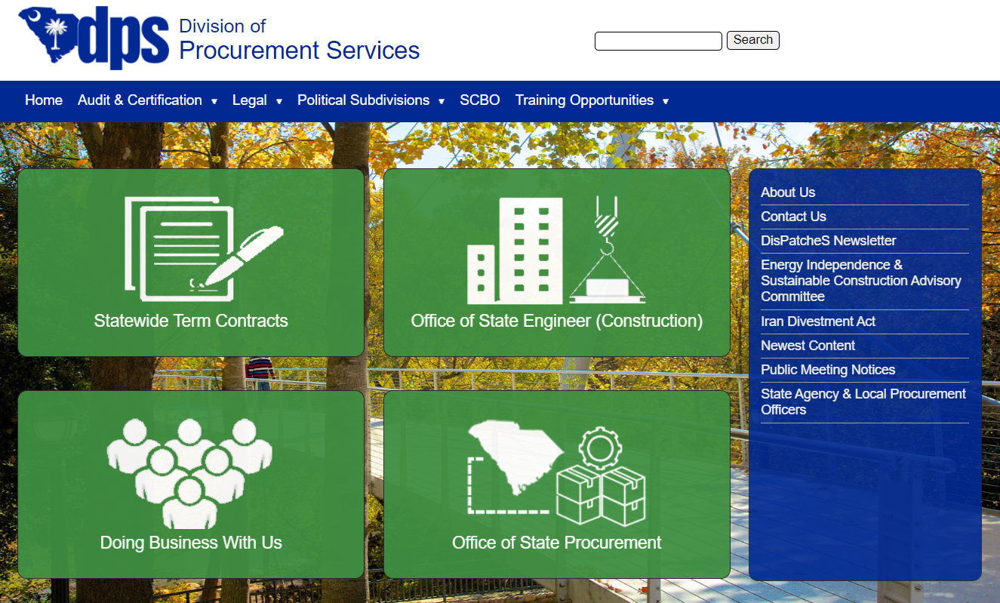 dps
Division of
Procurement Services
Search
Home Audit & Certification ▼ Legal ▼ Political Subdivisions ▼ SCBO Training Opportunities ▼
Statewide Term Contracts
Office of State Engineer (Construction)
Doing Business With Us
Office of State Procurement
About Us
Contact Us
DisPatcheS Newsletter
Energy Independence &
Sustainable Construction Advisory
Committee
Iran Divestment Act
Newest Content
Public Meeting Notices
State Agency & Local Procurement
Officers